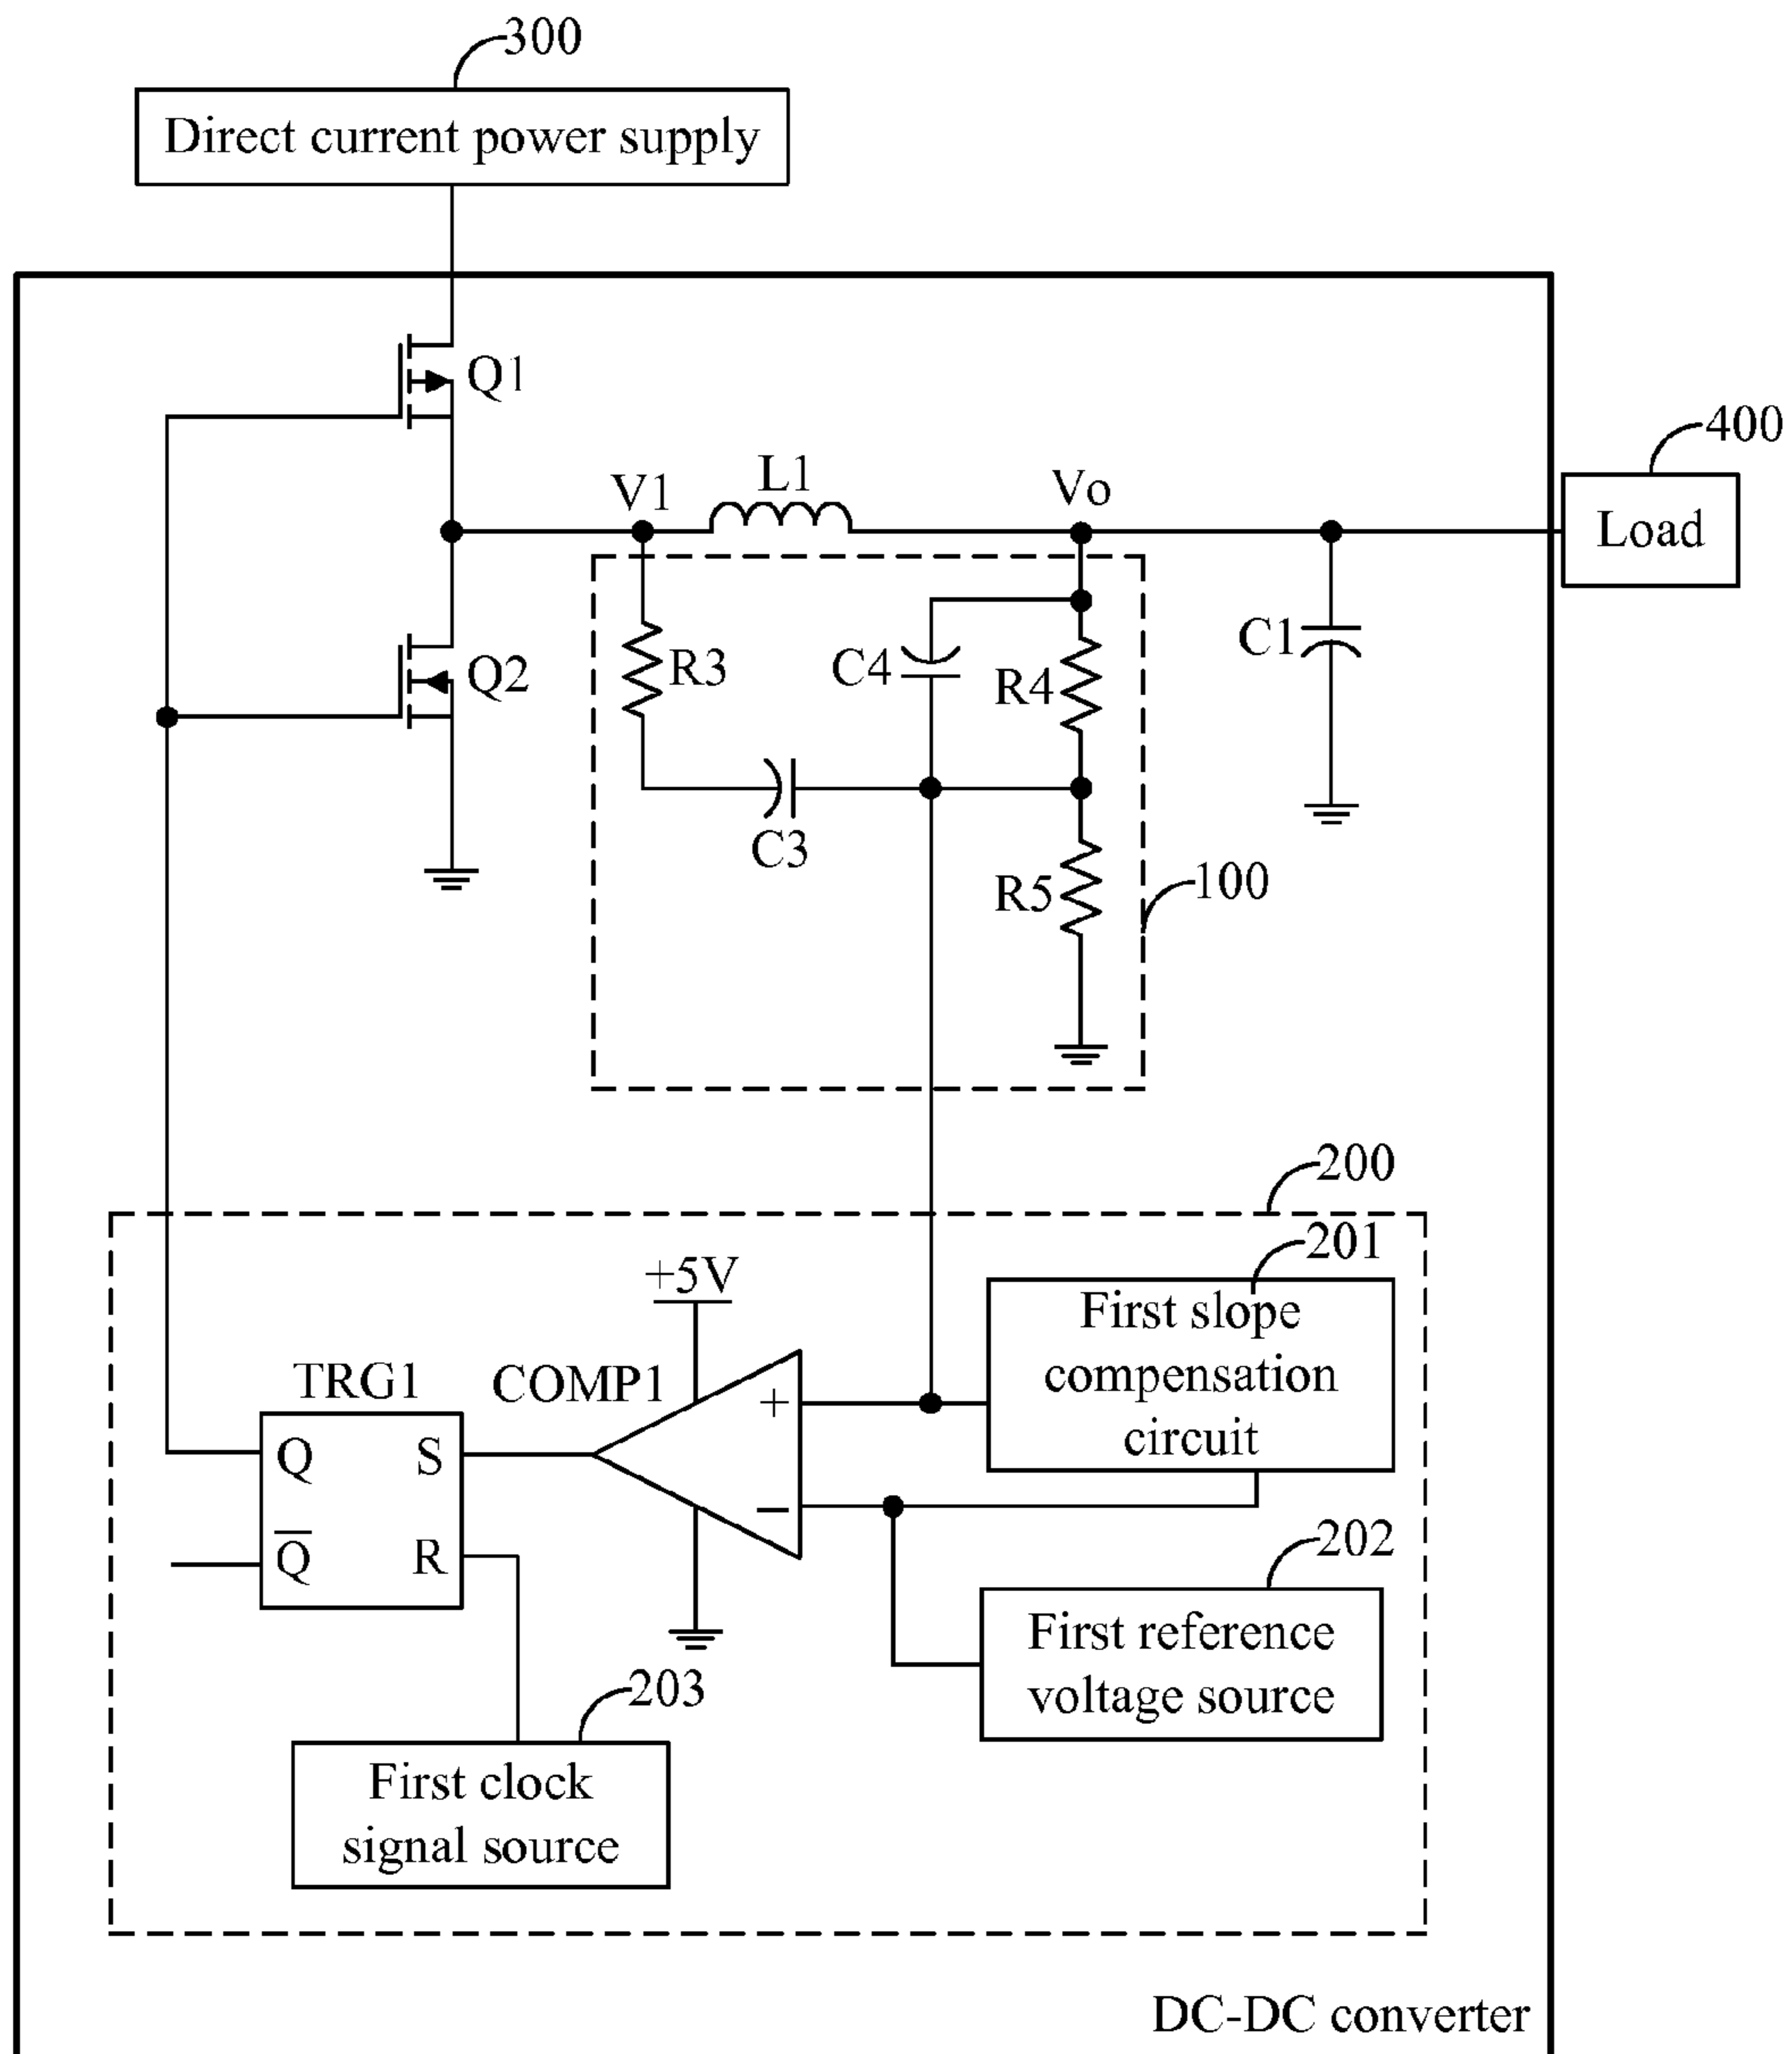 300
Direct current power supply
Q1
400
V1
L1
Vo
Load
C1
Q2
R3
C4
R4
C3
R5
100
200
201
+5V
First slope
compensation
circuit
TRG1
COMP1
+
Q
S
−
Q̅
R
202
First reference
voltage source
203
First clock
signal source
DC-DC converter